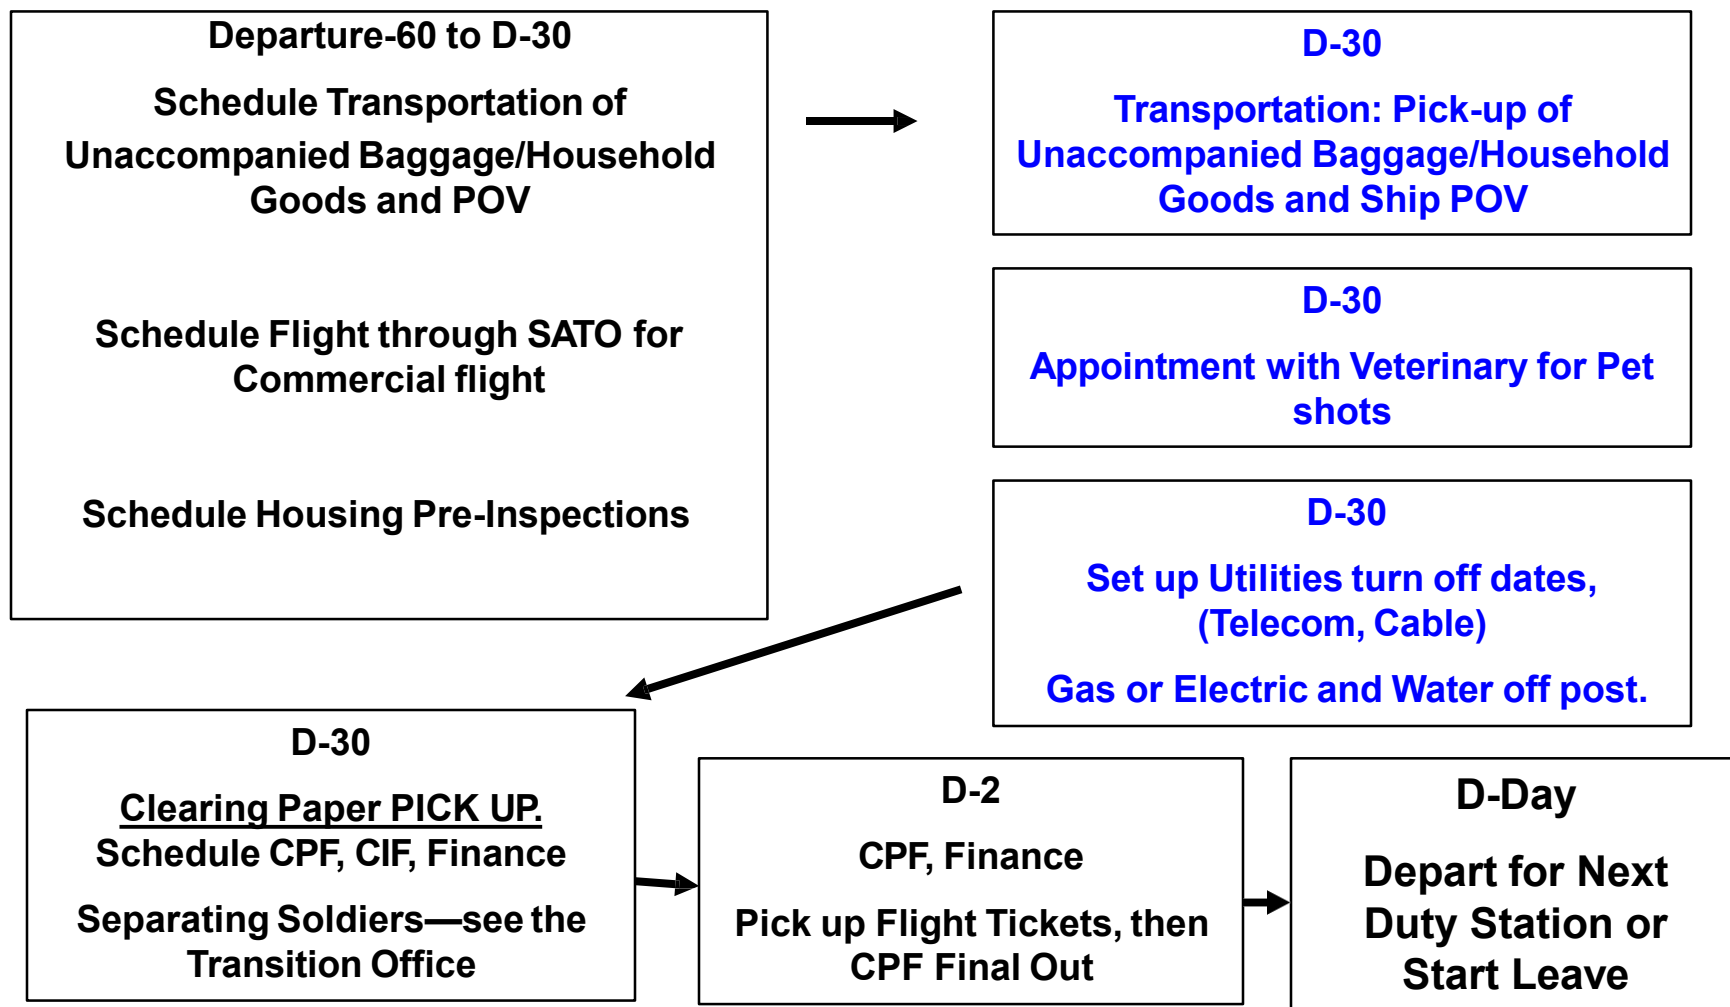 Departure-60 to D-30
Schedule Transportation of
Unaccompanied Baggage/Household
Goods and POV
Schedule Flight through SATO for
Commercial flight
Schedule Housing Pre-Inspections
D-30
Transportation: Pick-up of
Unaccompanied Baggage/Household
Goods and Ship POV
D-30
Appointment with Veterinary for Pet
shots
D-30
Set up Utilities turn off dates,
(Telecom, Cable)
Gas or Electric and Water off post.
D-30
Clearing Paper PICK UP.
Schedule CPF, CIF, Finance
Separating Soldiers—see the
Transition Office
D-2
CPF, Finance
Pick up Flight Tickets, then
CPF Final Out
D-Day
Depart for Next
Duty Station or
Start Leave